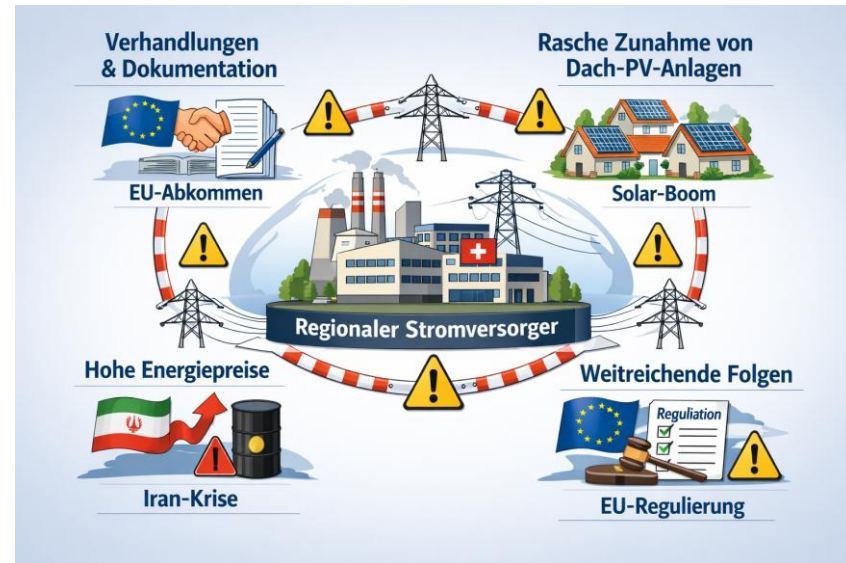 Verhandlungen
& Dokumentation
EU-Abkommen
Rasche Zunahme von
Dach-PV-Anlagen
Solar-Boom
Regionaler Stromversorger
Hohe Energiepreise
Iran-Krise
Weitreichende Folgen
Reguliation
EU-Regulierung